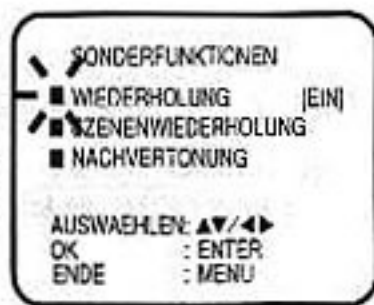 SONDERFUNKTIONEN
■ WIEDERHOLUNG [EIN]
■ SZENENWIEDERHOLUNG
■ NACHVERTONUNG
AUSWAEHLEN: ▲▼/◀▶
OK : ENTER
ENDE : MENU